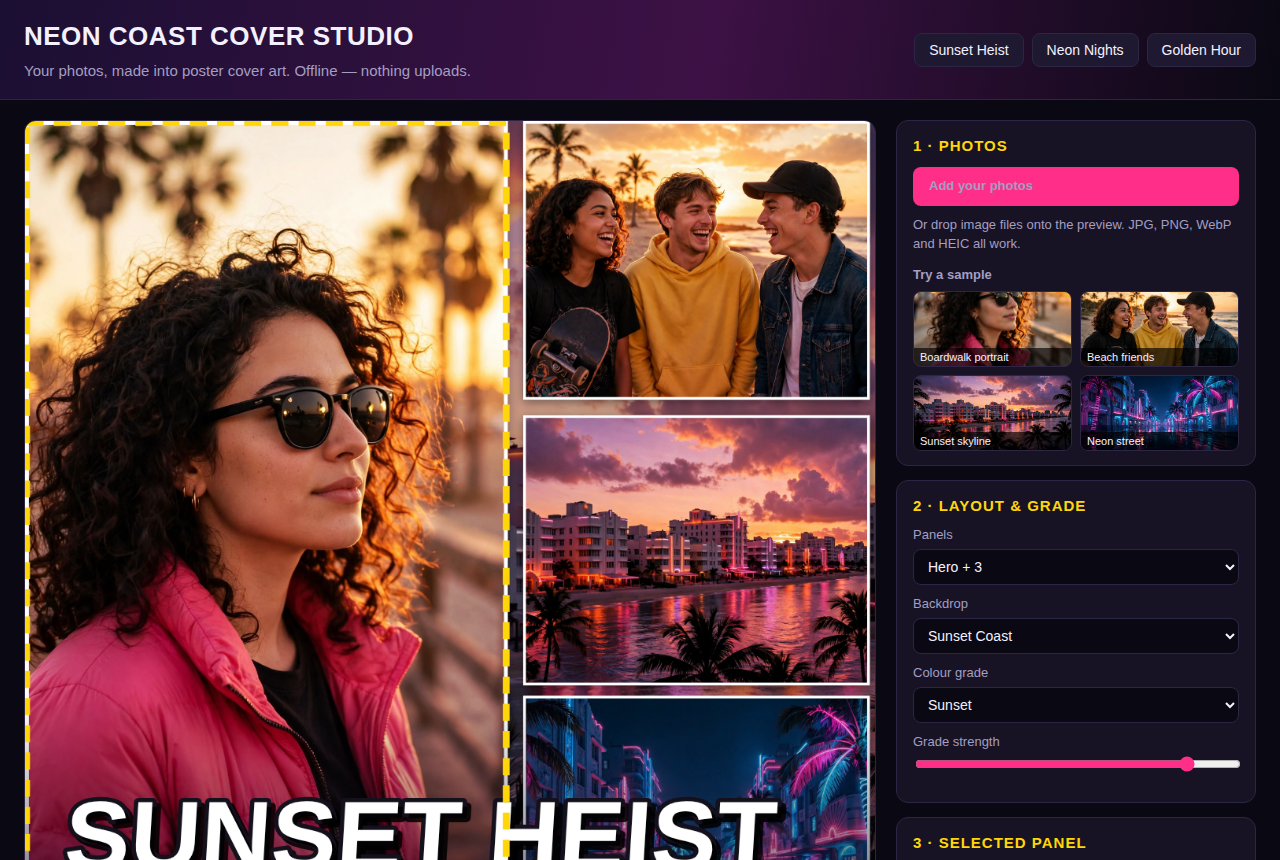 NEON COAST COVER STUDIO
Your photos, made into poster cover art. Offline — nothing uploads.
Sunset Heist
Neon Nights
Golden Hour
SUNSET HEIST
1 · PHOTOS
Add your photos
Or drop image files onto the preview. JPG, PNG, WebP
and HEIC all work.
Try a sample
Boardwalk portrait
Beach friends
Sunset skyline
Neon street
2 · LAYOUT & GRADE
Panels
Hero + 3
Backdrop
Sunset Coast
Colour grade
Sunset
Grade strength
3 · SELECTED PANEL